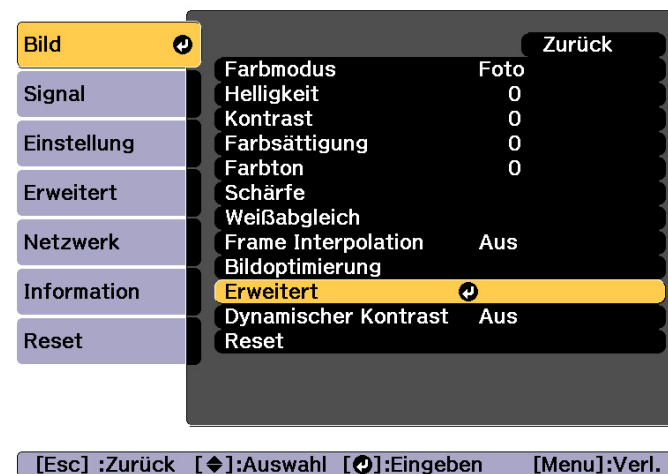 Bild
Signal
Einstellung
Erweitert
Netzwerk
Information
Reset
Zurück
Farbmodus Foto
Helligkeit 0
Kontrast 0
Farbsättigung 0
Farbton 0
Schärfe
Weißabgleich
Frame Interpolation Aus
Bildoptimierung
Erweitert
Dynamischer Kontrast Aus
Reset
[Esc] :Zurück [◆]:Auswahl [↵]:Eingeben [Menu]:Verl.